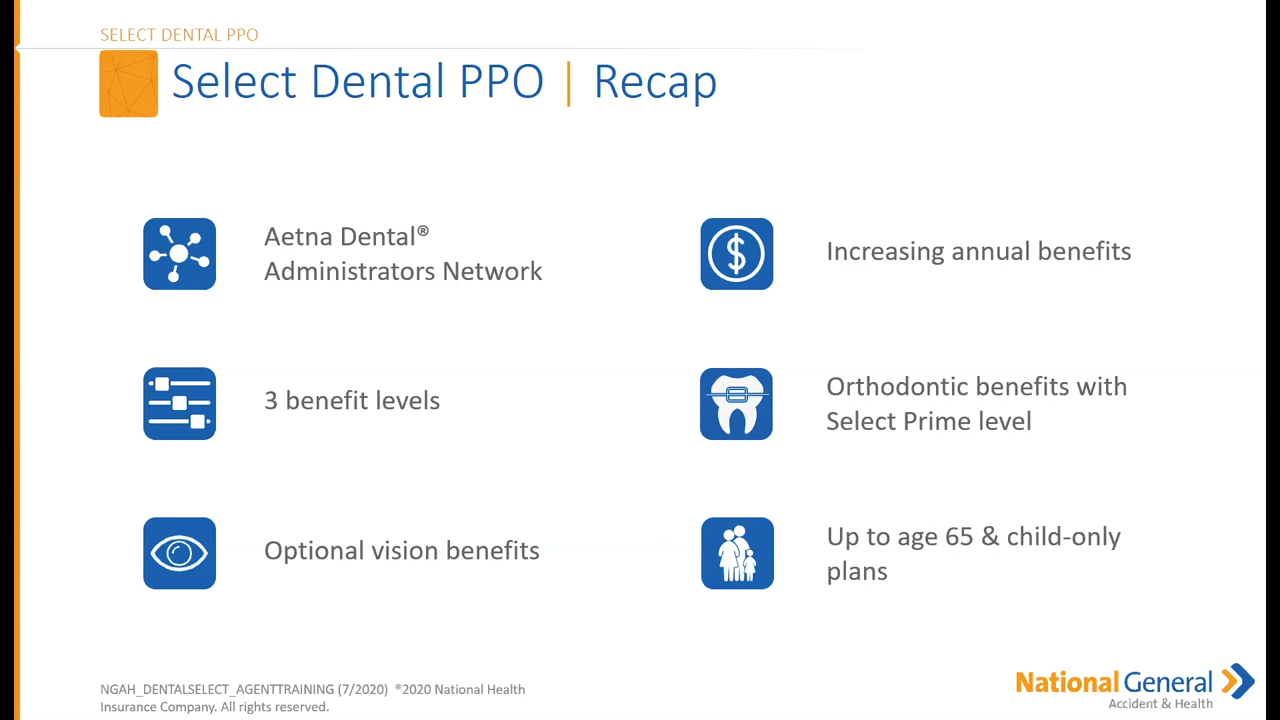 SELECT DENTAL PPO
Select Dental PPO | Recap
Aetna Dental®
Administrators Network
Increasing annual benefits
3 benefit levels
Orthodontic benefits with
Select Prime level
Optional vision benefits
Up to age 65 & child-only
plans
NGAH_DENTALSELECT_AGENTTRAINING (7/2020) ©2020 National Health
Insurance Company. All rights reserved.
National General
Accident & Health